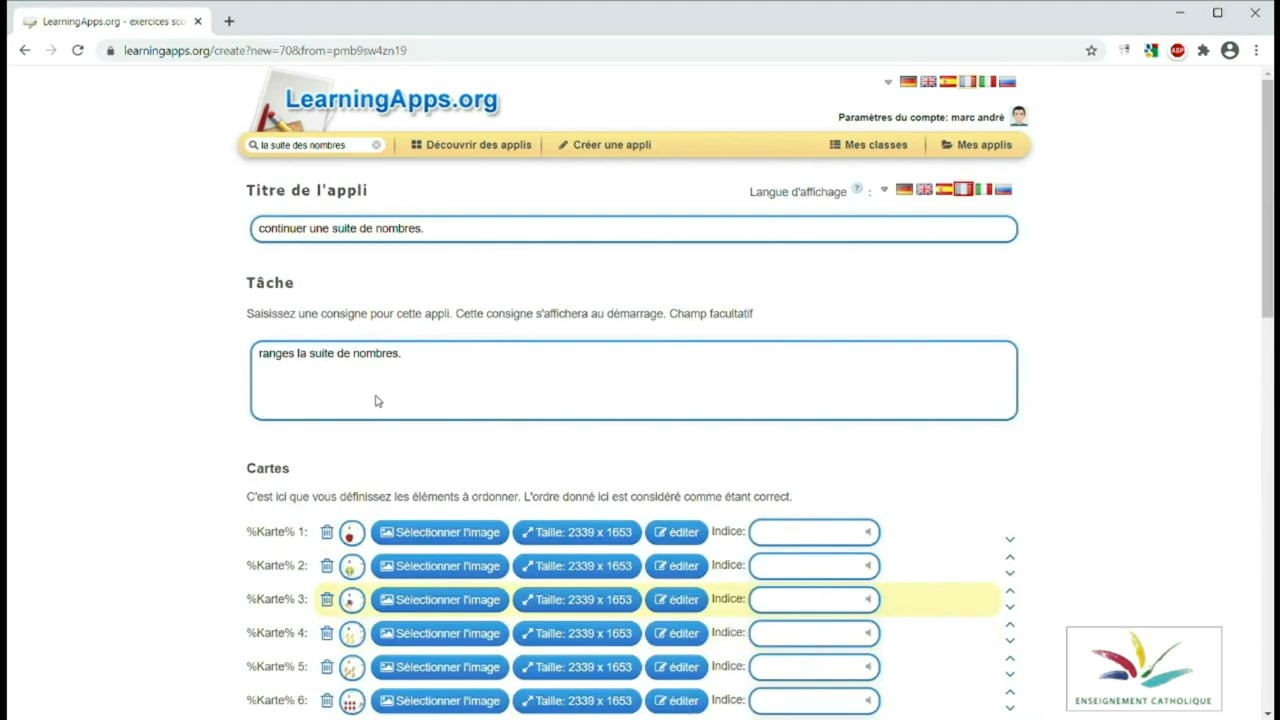 LearningApps.org - exercices sco
learningapps.org/create?new=70&from=pmb9sw4zn19
ABP
LearningApps.org
Paramètres du compte: marc andré
la suite des nombres
Découvrir des applis
Créer une appli
Mes classes
Mes applis
Titre de l'appli
Langue d'affichage ? :
continuer une suite de nombres.
Tâche
Saisissez une consigne pour cette appli. Cette consigne s'affichera au démarrage. Champ facultatif
ranges la suite de nombres.
Cartes
C'est ici que vous définissez les éléments à ordonner. L'ordre donné ici est considéré comme étant correct.
%Karte% 1: Sélectionner l'image Taille: 2339 x 1653 éditer Indice:
%Karte% 2: Sélectionner l'image Taille: 2339 x 1653 éditer Indice:
%Karte% 3: Sélectionner l'image Taille: 2339 x 1653 éditer Indice:
%Karte% 4: Sélectionner l'image Taille: 2339 x 1653 éditer Indice:
%Karte% 5: Sélectionner l'image Taille: 2339 x 1653 éditer Indice:
%Karte% 6: Sélectionner l'image Taille: 2339 x 1653 éditer Indice:
ENSEIGNEMENT CATHOLIQUE